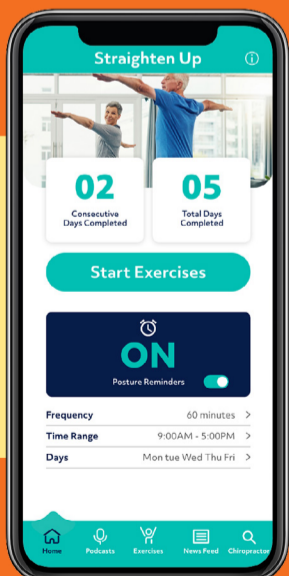 Straighten Up
02
Consecutive
Days Completed
05
Total Days
Completed
Start Exercises
ON
Posture Reminders
Frequency 60 minutes >
Time Range 9:00AM - 5:00PM >
Days Mon tue Wed Thu Fri >
Home Podcasts Exercises News Feed Chiropractor